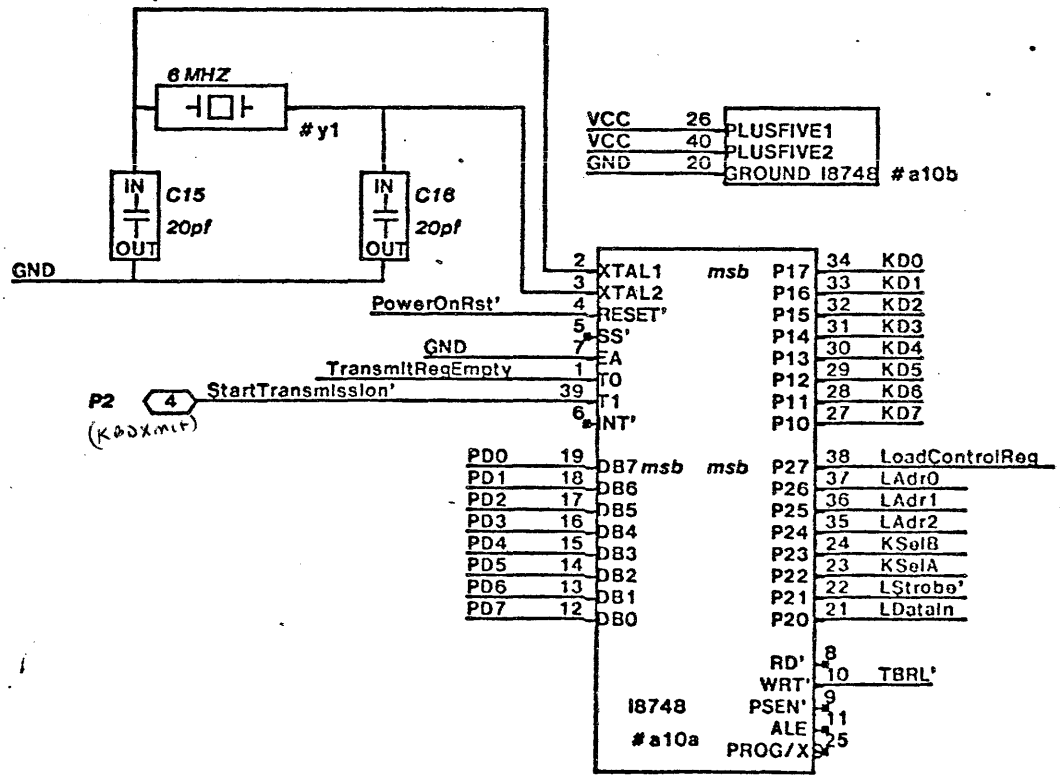 6 MHZ
#y1
VCC 26 PLUSFIVE1
VCC 40 PLUSFIVE2
GND 20 GROUND I8748 #a10b
IN C15
20pf
OUT
IN C16
20pf
OUT
GND
2 XTAL1 msb P17 34 KD0
3 XTAL2 P16 33 KD1
PowerOnRst' 4 RESET' P15 32 KD2
5 SS' P14 31 KD3
GND 7 EA P13 30 KD4
TransmitRegEmpty 1 T0 P12 29 KD5
P2 4 StartTransmission' 39 T1 P11 28 KD6
6 INT' P10 27 KD7
(KBDXmit)
PD0 19 DB7 msb msb P27 38 LoadControlReg
PD1 18 DB6 P26 37 LAdr0
PD2 17 DB5 P25 36 LAdr1
PD3 16 DB4 P24 35 LAdr2
PD4 15 DB3 P23 24 KSelB
PD5 14 DB2 P22 23 KSelA
PD6 13 DB1 P21 22 LStrobe'
PD7 12 DB0 P20 21 LDataIn
RD' 8
WRT' 10 TBRL'
I8748 PSEN' 9
ALE 11
#a10a
PROG/XS 25